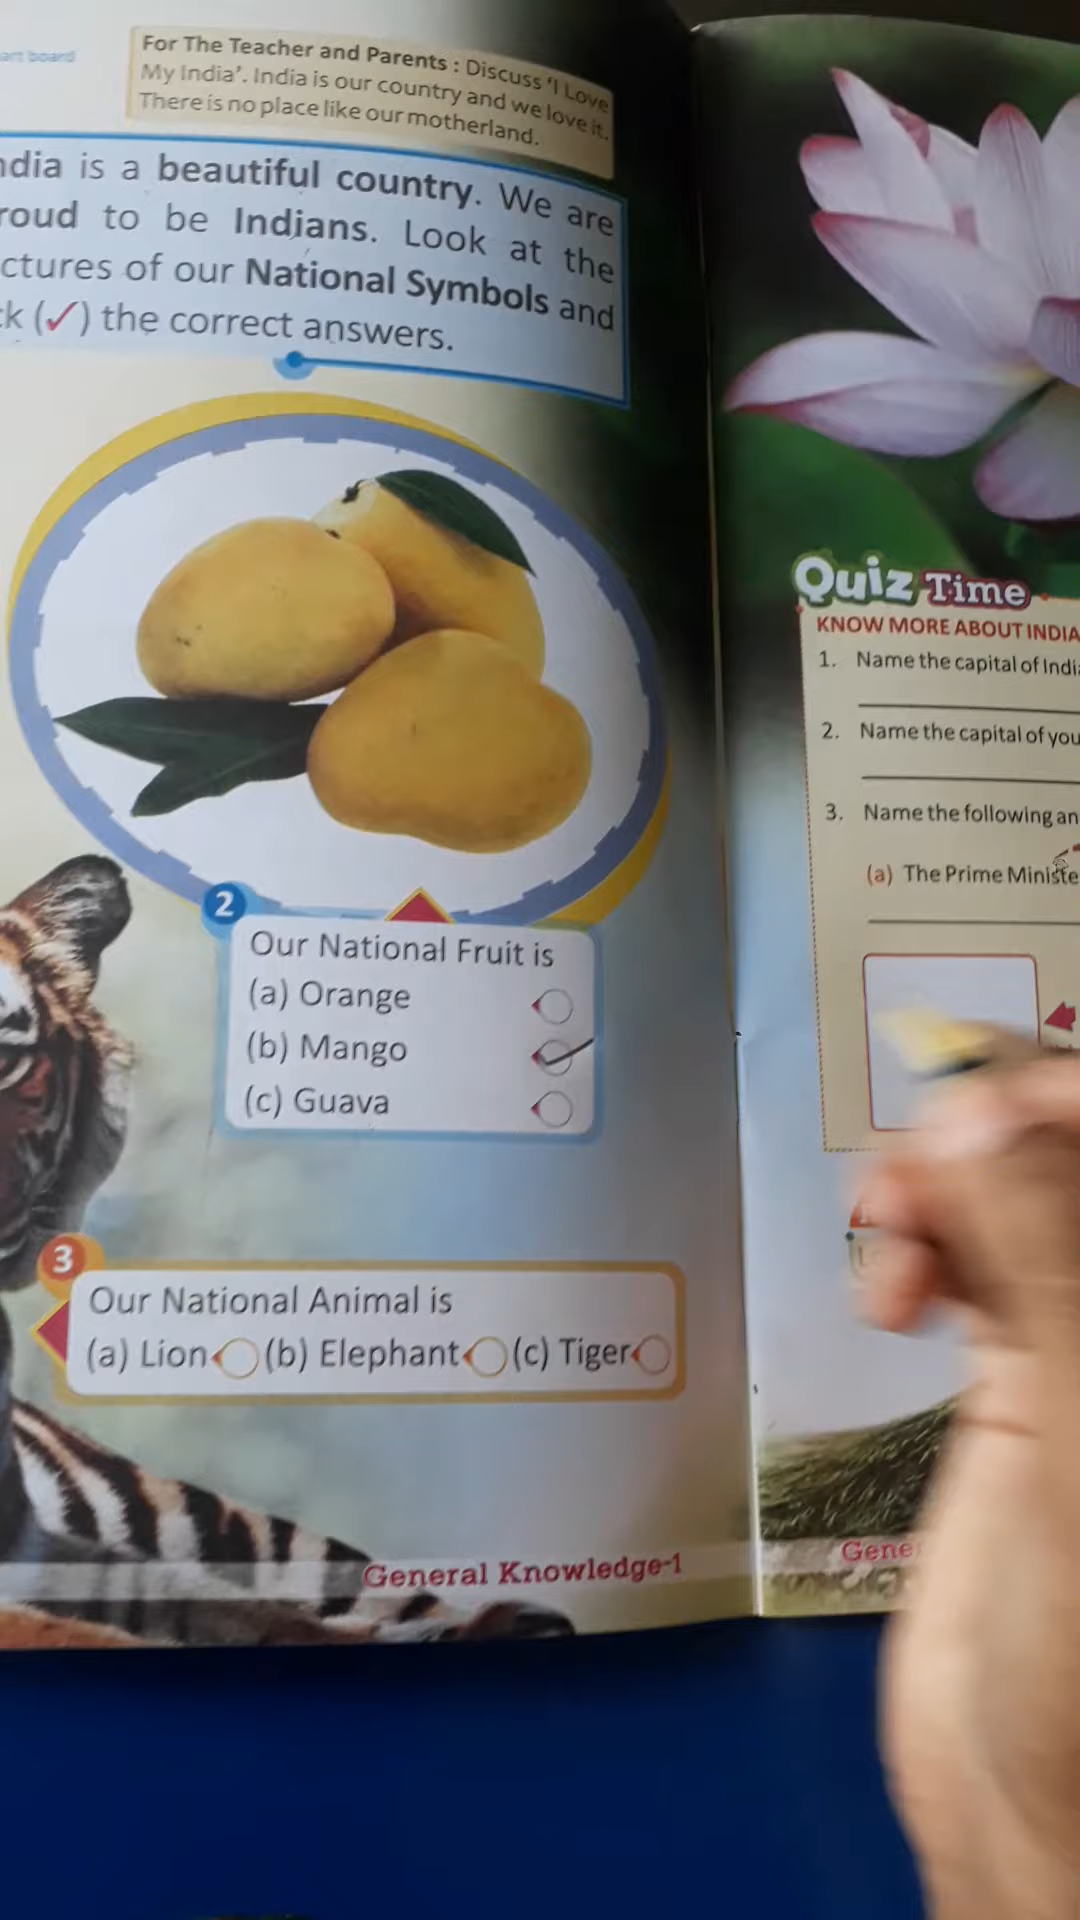 art board
For The Teacher and Parents : Discuss 'I Love
My India'. India is our country and we love it.
There is no place like our motherland.
ndia is a beautiful country. We are
roud to be Indians. Look at the
ctures of our National Symbols and
ck (✓) the correct answers.
2
Our National Fruit is
(a) Orange
(b) Mango
(c) Guava
3
Our National Animal is
(a) Lion (b) Elephant (c) Tiger
General Knowledge-1
Quiz Time
KNOW MORE ABOUT INDIA
1. Name the capital of Indi
2. Name the capital of you
3. Name the following an
(a) The Prime Ministe
Gene